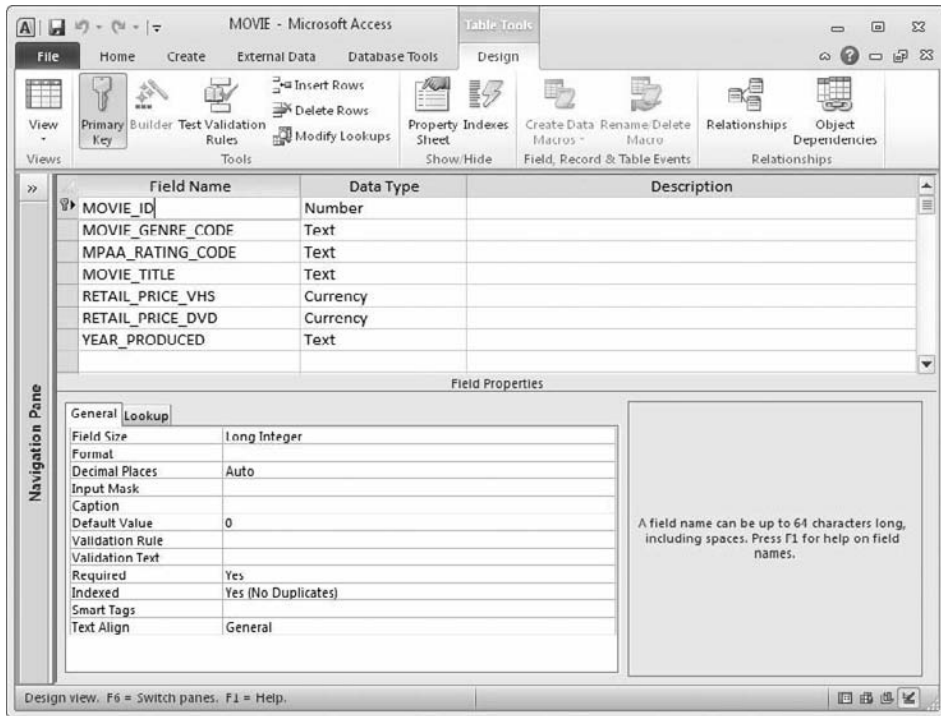 MOVIE - Microsoft Access
Table Tools
File Home Create External Data Database Tools Design
View
Views
Primary Key
Builder
Test Validation Rules
Insert Rows
Delete Rows
Modify Lookups
Tools
Property Sheet
Indexes
Show/Hide
Create Data Macros
Rename/Delete Macro
Field, Record & Table Events
Relationships
Object Dependencies
Relationships
Field Name Data Type Description
MOVIE_ID Number
MOVIE_GENRE_CODE Text
MPAA_RATING_CODE Text
MOVIE_TITLE Text
RETAIL_PRICE_VHS Currency
RETAIL_PRICE_DVD Currency
YEAR_PRODUCED Text
Navigation Pane
Field Properties
General Lookup
Field Size Long Integer
Format
Decimal Places Auto
Input Mask
Caption
Default Value 0
Validation Rule
Validation Text
Required Yes
Indexed Yes (No Duplicates)
Smart Tags
Text Align General
A field name can be up to 64 characters long,
including spaces. Press F1 for help on field
names.
Design view. F6 = Switch panes. F1 = Help.